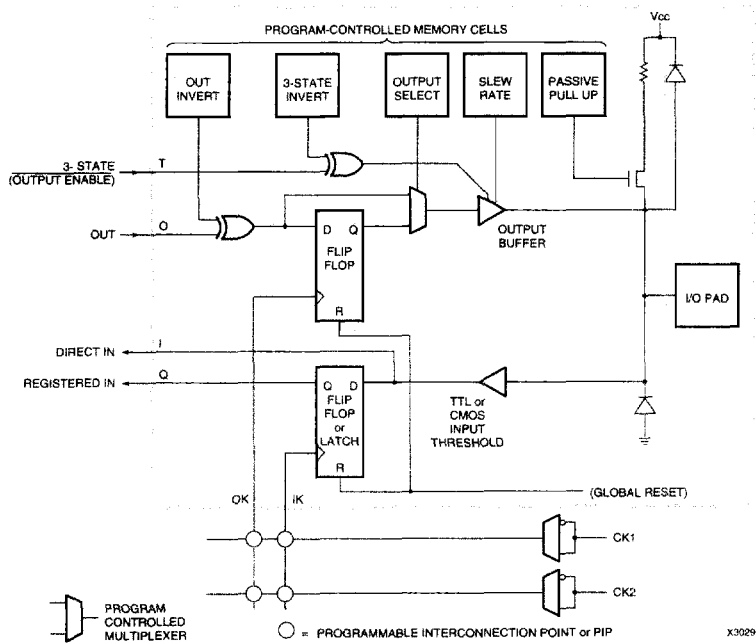 PROGRAM-CONTROLLED MEMORY CELLS
Vcc
OUT
INVERT
3-STATE
INVERT
OUTPUT
SELECT
SLEW
RATE
PASSIVE
PULL UP
3- STATE
(OUTPUT ENABLE)
T
OUT
O
D Q
FLIP
FLOP
R
OUTPUT
BUFFER
I/O PAD
DIRECT IN
I
REGISTERED IN
Q
Q D
FLIP
FLOP
or
LATCH
R
TTL or
CMOS
INPUT
THRESHOLD
OK
IK
(GLOBAL RESET)
CK1
CK2
PROGRAM
CONTROLLED
MULTIPLEXER
= PROGRAMMABLE INTERCONNECTION POINT or PIP
X3029